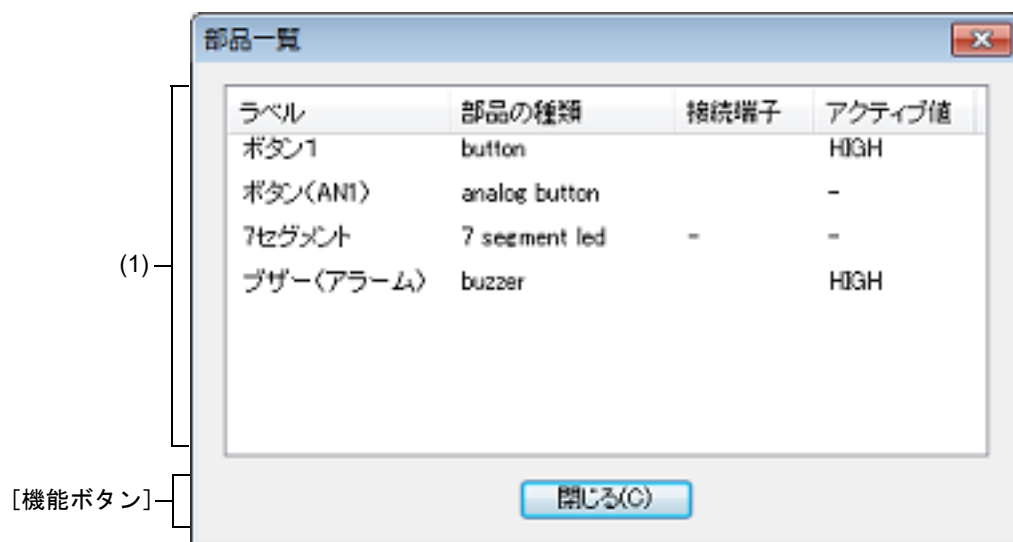 部品一覧
ラベル 部品の種類 接続端子 アクティブ値
ボタン1 button HIGH
ボタン(AN1) analog button -
7セグメント 7 segment led - -
(1)
ブザー(アラーム) buzzer HIGH
[機能ボタン]
閉じる(C)